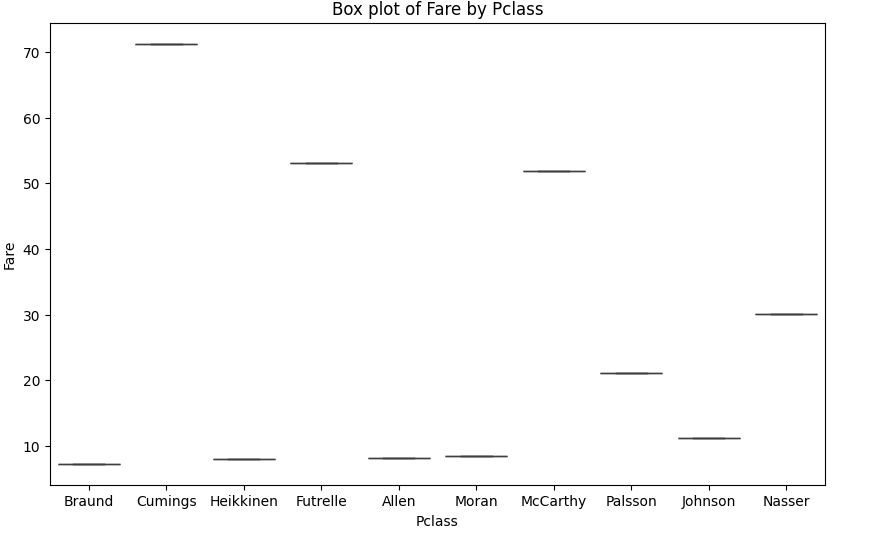 Box plot of Fare by Pclass
Fare
70
60
50
40
30
20
10
Braund Cumings Heikkinen Futrelle Allen Moran McCarthy Palsson Johnson Nasser
Pclass